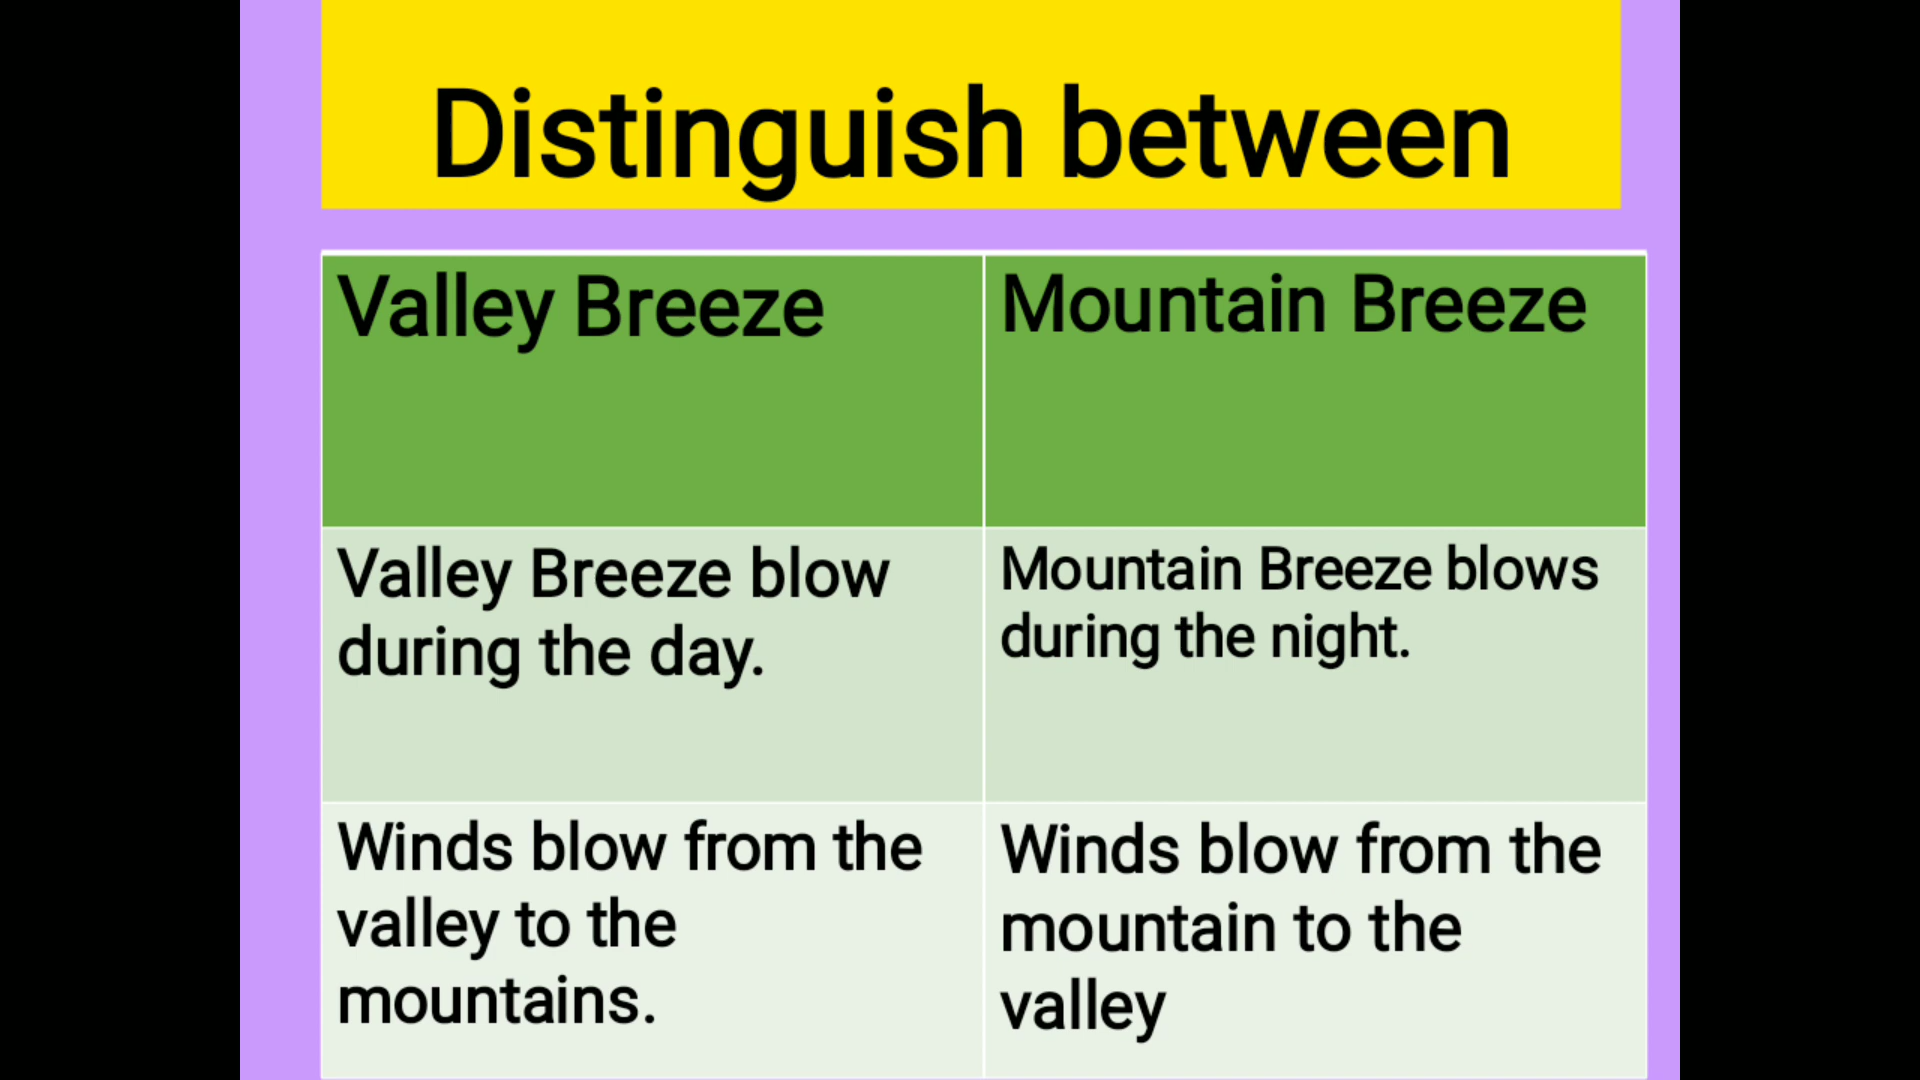 Distinguish between
Valley Breeze
Mountain Breeze
Valley Breeze blow
during the day.
Mountain Breeze blows
during the night.
Winds blow from the
valley to the
mountains.
Winds blow from the
mountain to the
valley